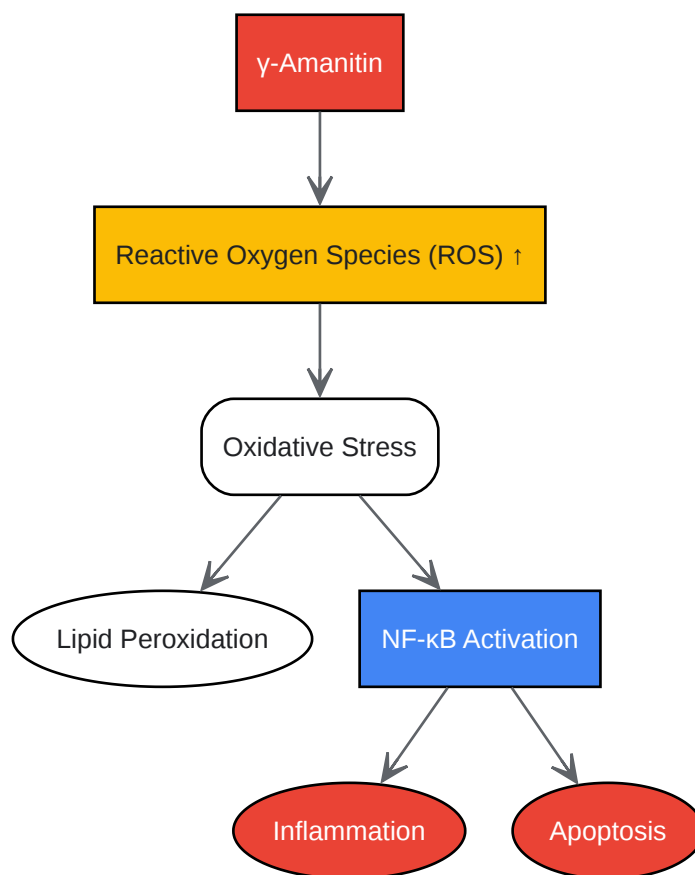 γ-Amanitin
Reactive Oxygen Species (ROS) ↑
Oxidative Stress
Lipid Peroxidation
NF-κB Activation
Inflammation
Apoptosis